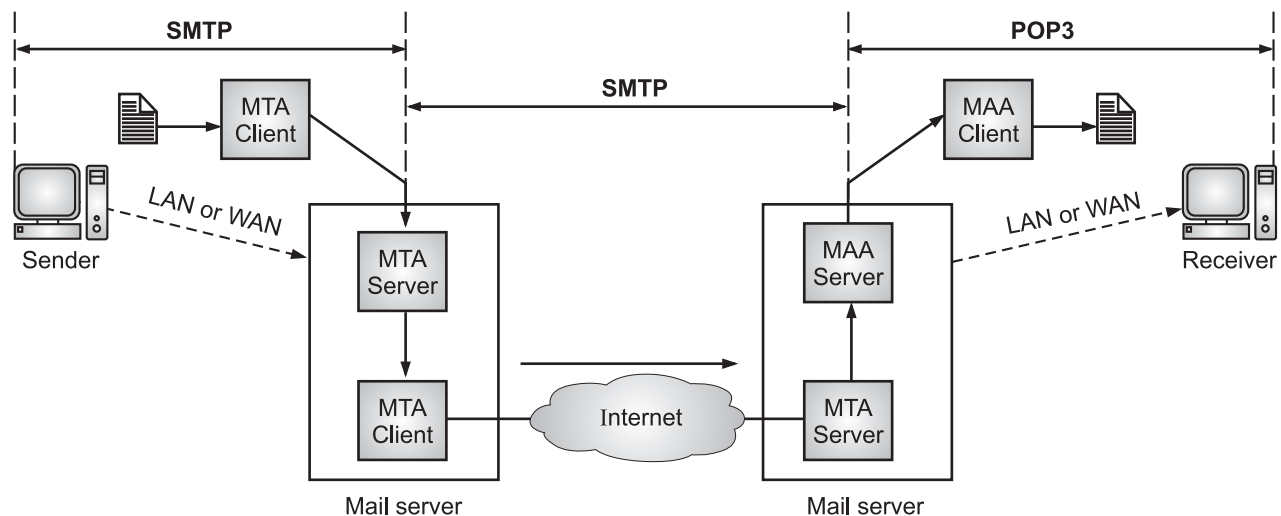 SMTP
POP3
SMTP
MTA
Client
MAA
Client
LAN or WAN
LAN or WAN
Sender
MTA
Server
MAA
Server
Receiver
MTA
Client
Internet
MTA
Server
Mail server
Mail server